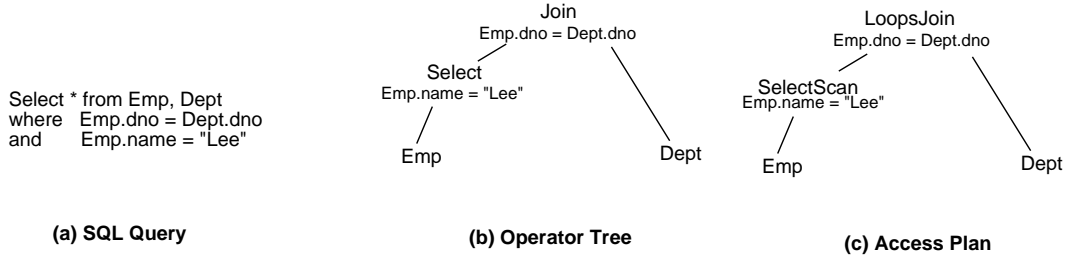 Select * from Emp, Dept
where Emp.dno = Dept.dno
and Emp.name = "Lee"
(a) SQL Query
Join
Emp.dno = Dept.dno
Select
Emp.name = "Lee"
Emp
Dept
(b) Operator Tree
LoopsJoin
Emp.dno = Dept.dno
SelectScan
Emp.name = "Lee"
Emp
Dept
(c) Access Plan